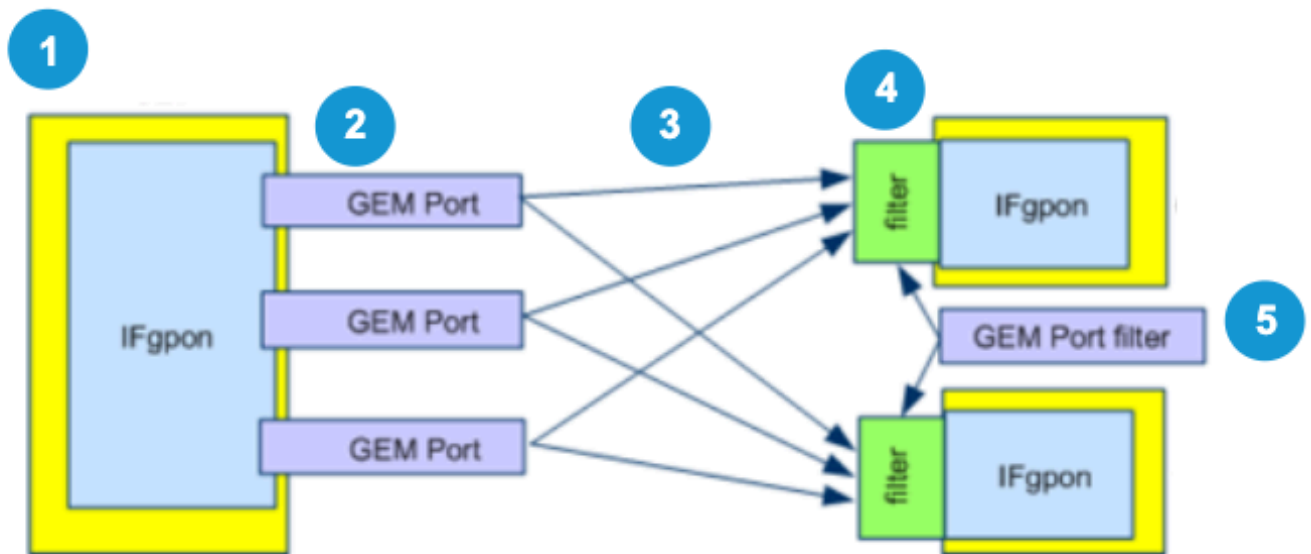 1
2
3
4
GEM Port
filter
IFgpon
IFgpon
GEM Port
GEM Port filter
5
GEM Port
filter
IFgpon